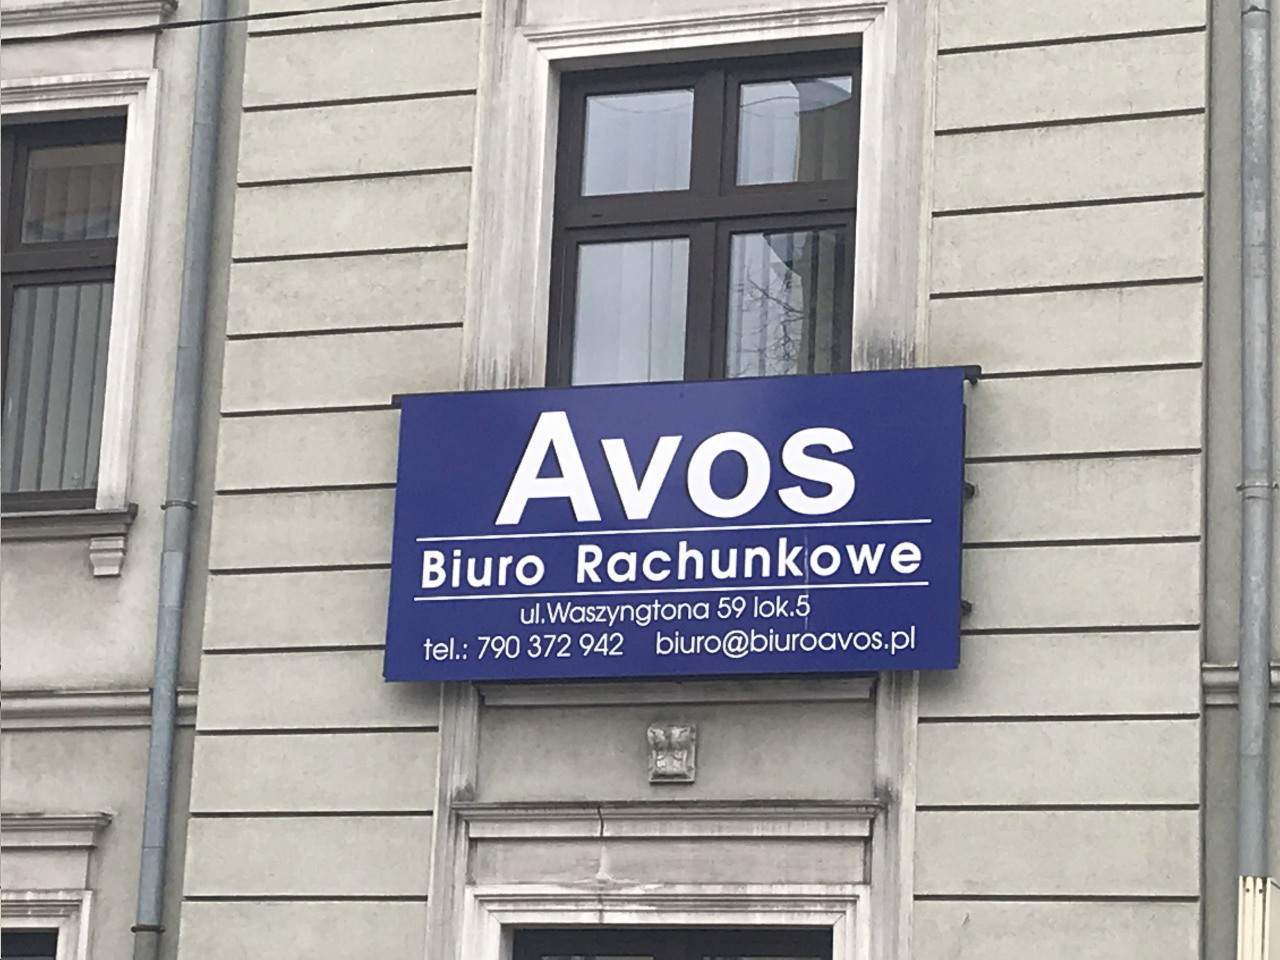 Avos
Biuro Rachunkowe
ul.Waszyngtona 59 lok.5
tel.: 790 372 942 biuro@biuroavos.pl